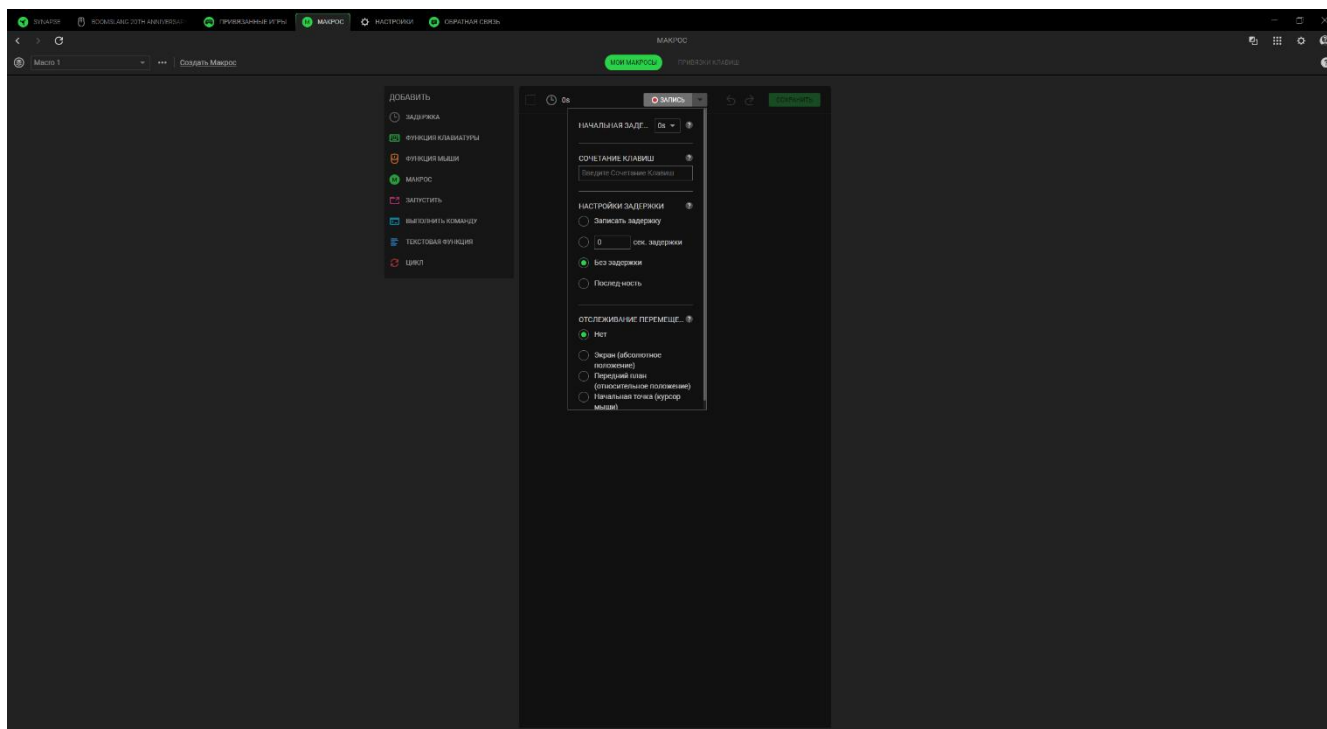 SYNAPSE
BOOMSLANG 20TH ANNIVERSARY
ПРИВЯЗАННЫЕ ИГРЫ
МАКРОС
НАСТРОЙКИ
ОБРАТНАЯ СВЯЗЬ
МАКРОС
Macro 1
Создать Макрос
МОИ МАКРОСЫ
ПРИВЯЗКИ КЛАВИШ
ДОБАВИТЬ
ЗАДЕРЖКА
ФУНКЦИЯ КЛАВИАТУРЫ
ФУНКЦИЯ МЫШИ
МАКРОС
ЗАПУСТИТЬ
ВЫПОЛНИТЬ КОМАНДУ
ТЕКСТОВАЯ ФУНКЦИЯ
ЦИКЛ
0s
ЗАПИСЬ
СОХРАНИТЬ
НАЧАЛЬНАЯ ЗАДЕ... 0s
СОЧЕТАНИЕ КЛАВИШ
Введите Сочетание Клавиш
НАСТРОЙКИ ЗАДЕРЖКИ
Записать задержку
0 сек. задержки
Без задержки
Послед-ность
ОТСЛЕЖИВАНИЕ ПЕРЕМЕЩЕ...
Нет
Экран (абсолютное
положение)
Передний план
(относительное положение)
Начальная точка (курсор
мыши)